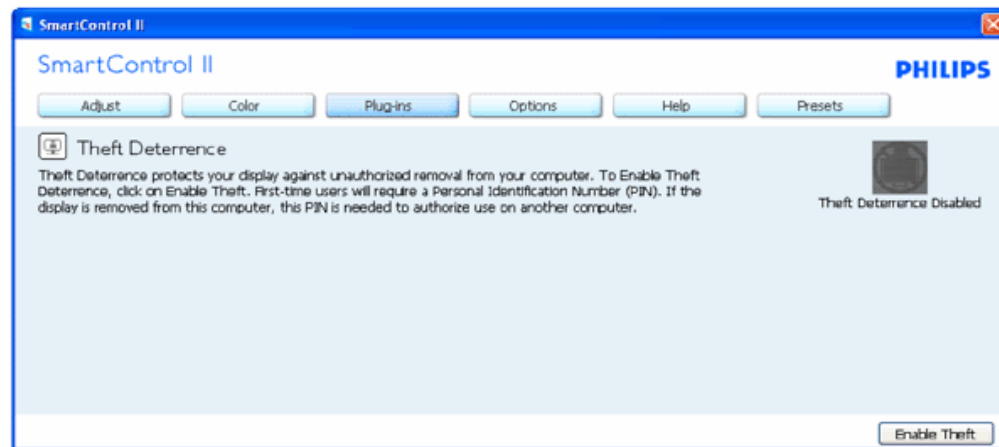 SmartControl II
SmartControl II
PHILIPS
Adjust Color Plug-ins Options Help Presets
Theft Deterrence
Theft Deterrence protects your display against unauthorized removal from your computer. To Enable Theft
Deterrence, click on Enable Theft. First-time users will require a Personal Identification Number (PIN). If the
display is removed from this computer, this PIN is needed to authorize use on another computer.
Theft Deterrence Disabled
Enable Theft